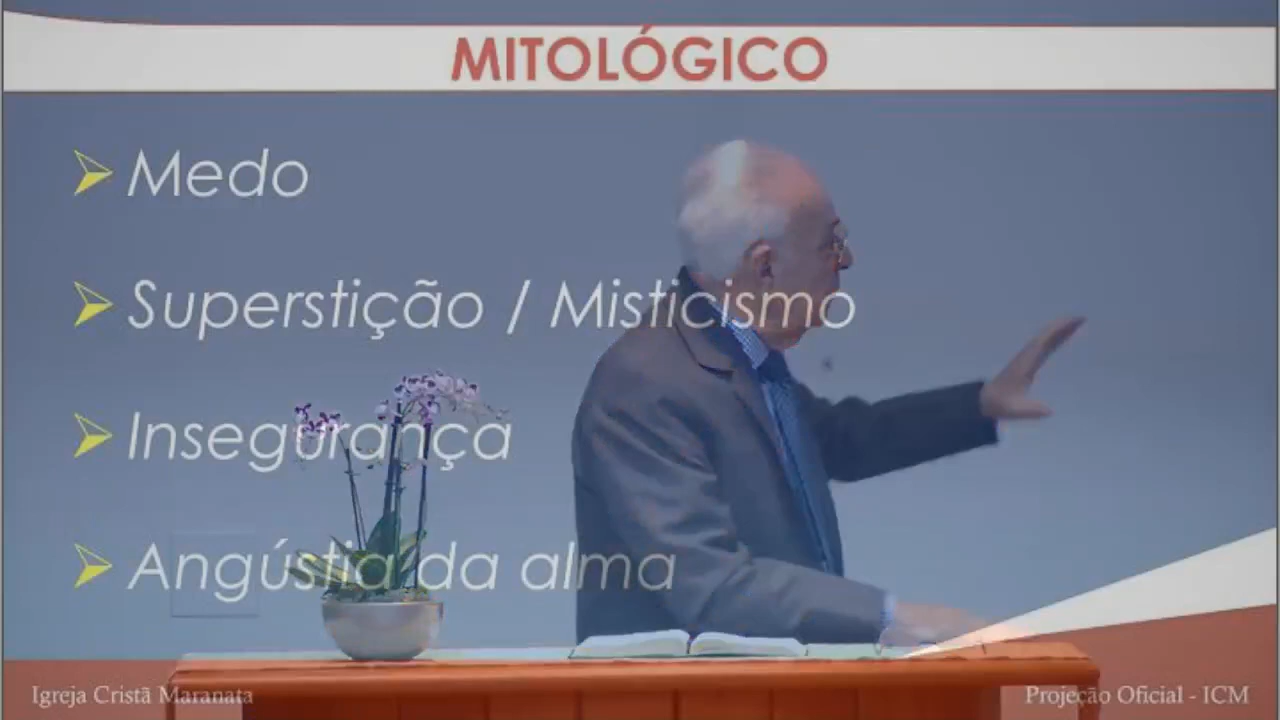 MITOLÓGICO
Medo
Superstição / Misticismo
Insegurança
Angústia da alma
Igreja Cristã Maranata
Projeção Oficial - ICM